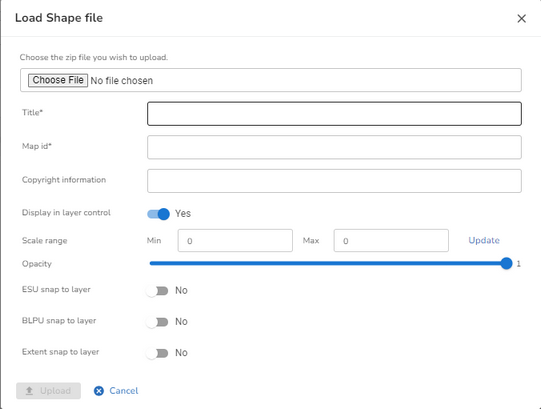 Load Shape file
Choose the zip file you wish to upload.
Choose File No file chosen
Title*
Map id*
Copyright information
Display in layer control Yes
Scale range Min 0 Max 0 Update
Opacity 1
ESU snap to layer No
BLPU snap to layer No
Extent snap to layer No
Upload Cancel